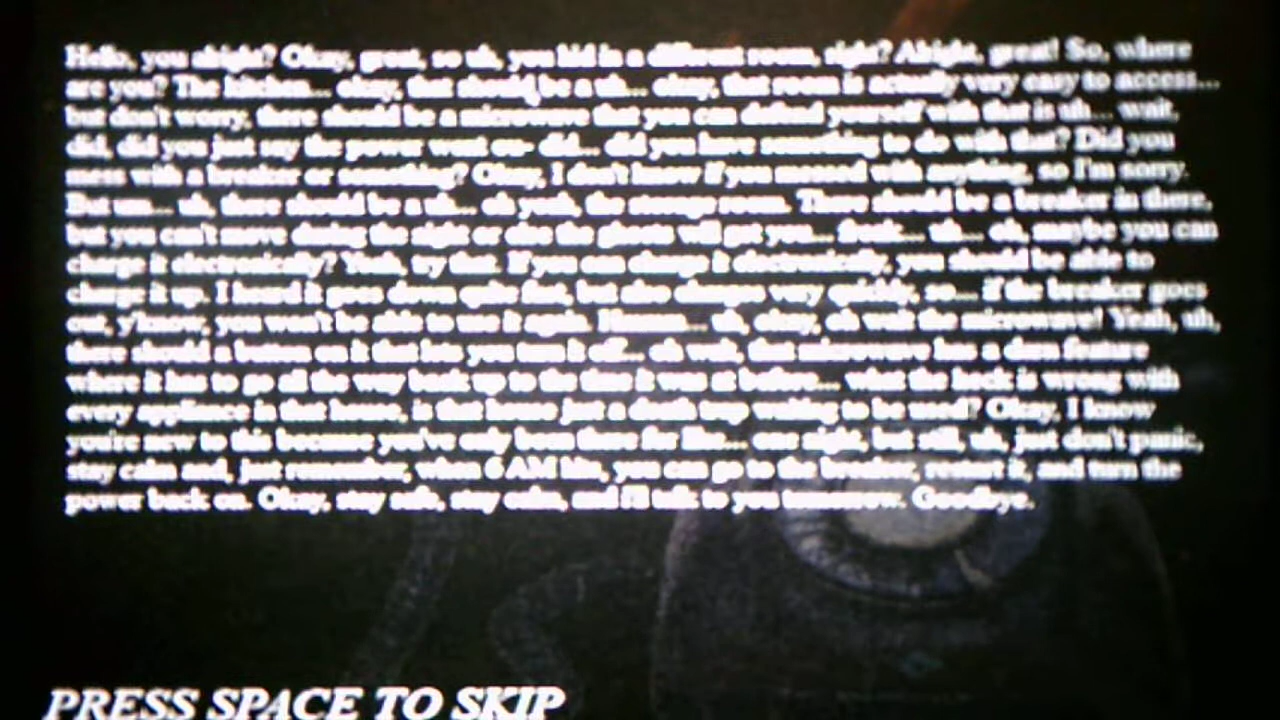 Hello, you alright? Okay, great, so uh, you hid in a different room, right? Alright, great! So, where
are you? The kitchen... okay, that should be a uh... okay, that room is actually very easy to access...
but don't worry, there should be a microwave that you can defend yourself with that is uh... wait,
did, did you just say the power went out- did... did you have something to do with that? Did you
mess with a breaker or something? Okay, I don't know if you messed with anything, so I'm sorry.
But um... uh, there should be a uh... oh yeah, the storage room. There should be a breaker in there,
but you can't move during the night or else the ghosts will get you... freak... uh... oh, maybe you can
charge it electronically? Yeah, try that. If you can charge it electronically, you should be able to
charge it up. I heard it goes down quite fast, but also charges very quickly, so... if the breaker goes
out, y'know, you won't be able to use it again. Hmmm... uh, okay, oh wait the microwave! Yeah, uh,
there should a button on it that lets you turn it off... oh wait, that microwave has a darn feature
where it has to go all the way back up to the time it was at before... what the heck is wrong with
every appliance in that house, is that house just a death trap waiting to be used? Okay, I know
you're new to this because you've only been there for like... one night, but still, uh, just don't panic,
stay calm and, just remember, when 6 AM hits, you can go to the breaker, restart it, and turn the
power back on. Okay, stay safe, stay calm, and i'll talk to you tomorrow. Goodbye.
PRESS SPACE TO SKIP